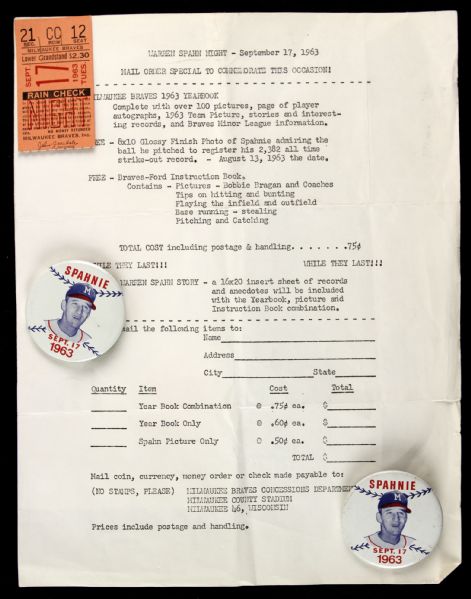 21 CC 12
SEC. ROW SEAT
MILWAUKEE BRAVES
Lower Grandstand $2.30
SEPT. 17 1963 TUES.
RAIN CHECK
NIGHT
NO MONEY REFUNDED
MILWAUKEE BRAVES, INC.
WARREN SPAHN NIGHT - September 17, 1963
MAIL ORDER SPECIAL TO COMMEMORATE THIS OCCASION!
MILWAUKEE BRAVES 1963 YEARBOOK
Complete with over 100 pictures, page of player
autographs, 1963 Team Picture, stories and interest-
ing records, and Braves Minor League information.
FREE - 8x10 Glossy Finish Photo of Spahnie admiring the
ball he pitched to register his 2,382 all time
strike-out record. - August 13, 1963 the date.
FREE - Braves-Ford Instruction Book.
Contains - Pictures - Bobbie Bragan and Coaches
Tips on hitting and bunting
Playing the infield and outfield
Base running - stealing
Pitching and Catching
TOTAL COST including postage & handling. . . . . . . .75¢
WHILE THEY LAST!!! WHILE THEY LAST!!!
WARREN SPAHN STORY - a 16x20 insert sheet of records
and anecdotes will be included
with the Yearbook, picture and
Instruction Book combination.
mail the following items to:
Name
Address
City State
Quantity Item Cost Total
Year Book Combination @ .75¢ ea. $
Year Book Only @ .60¢ ea. $
Spahn Picture Only @ .50¢ ea. $
TOTAL $
Mail coin, currency, money order or check made payable to:
(NO STAMPS, PLEASE) MILWAUKEE BRAVES CONCESSIONS DEPARTMENT
MILWAUKEE COUNTY STADIUM
MILWAUKEE 46, WISCONSIN
Prices include postage and handling.
SPAHNIE
M
SEPT. 17
1963
SPAHNIE
M
SEPT. 17
1963